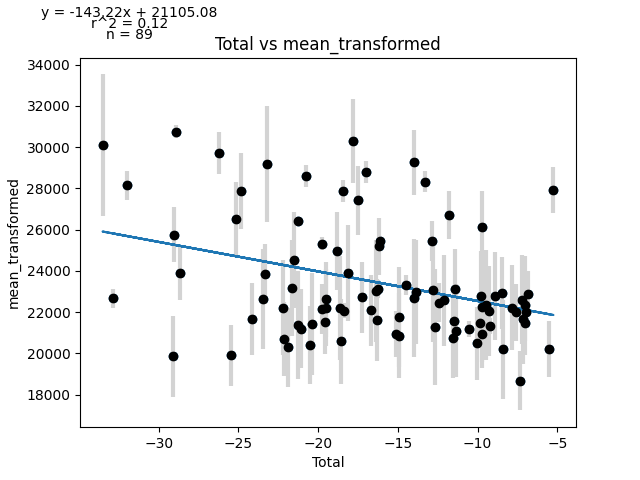 y = -143.22x + 21105.08
r^2 = 0.12
n = 89
Total vs mean_transformed
34000
32000
30000
28000
26000
24000
22000
20000
18000
mean_transformed
−30 −25 −20 −15 −10 −5
Total